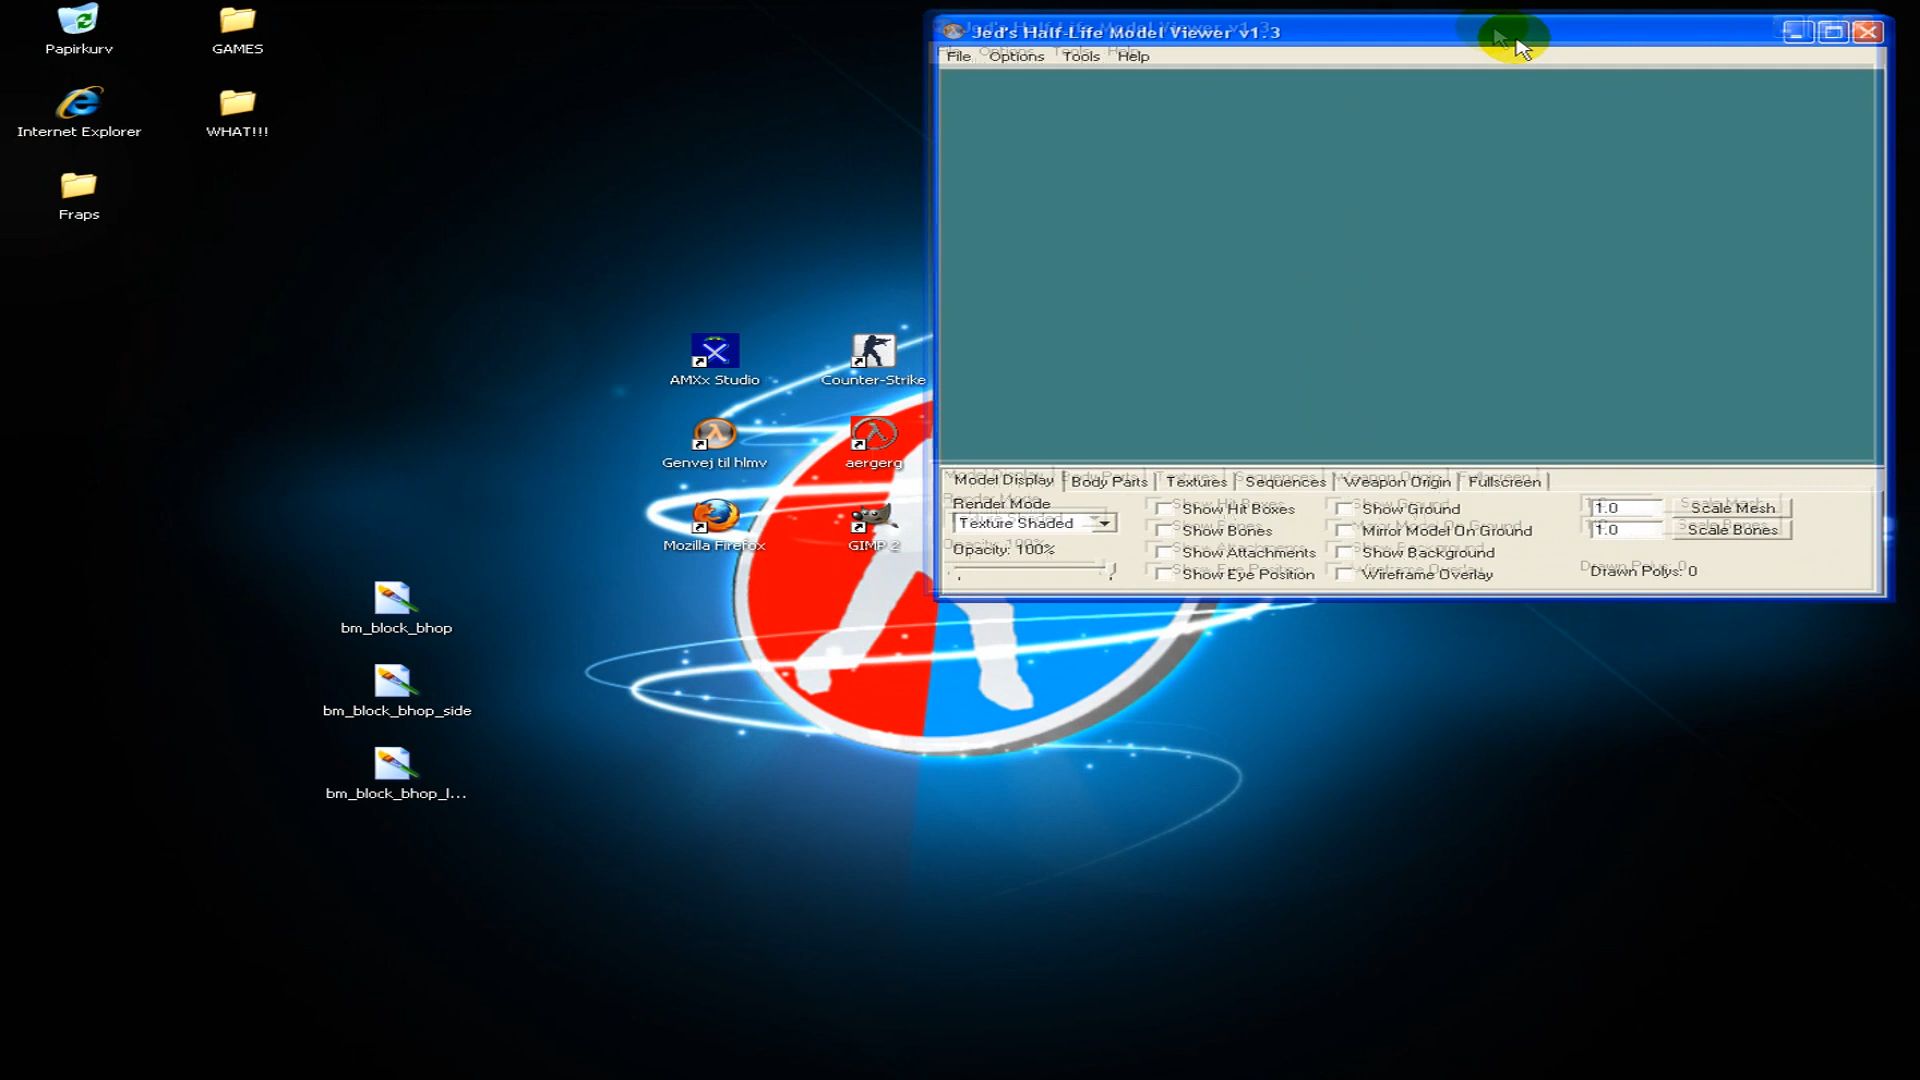 Papirkurv
GAMES
Internet Explorer
WHAT!!!
Fraps
AMXx Studio
Counter-Strike
Genvej til hlmv
aergerg
Mozilla Firefox
GIMP 2
bm_block_bhop
bm_block_bhop_side
bm_block_bhop_l...
Jed's Half-Life Model Viewer v1.3
File Options Tools Help
Model Display Body Parts Textures Sequences Weapon Origin Fullscreen
Render Mode
Texture Shaded
Opacity: 100%
Show Hit Boxes
Show Bones
Show Attachments
Show Eye Position
Show Ground
Mirror Model On Ground
Show Background
Wireframe Overlay
1.0 Scale Mesh
1.0 Scale Bones
Drawn Polys: 0